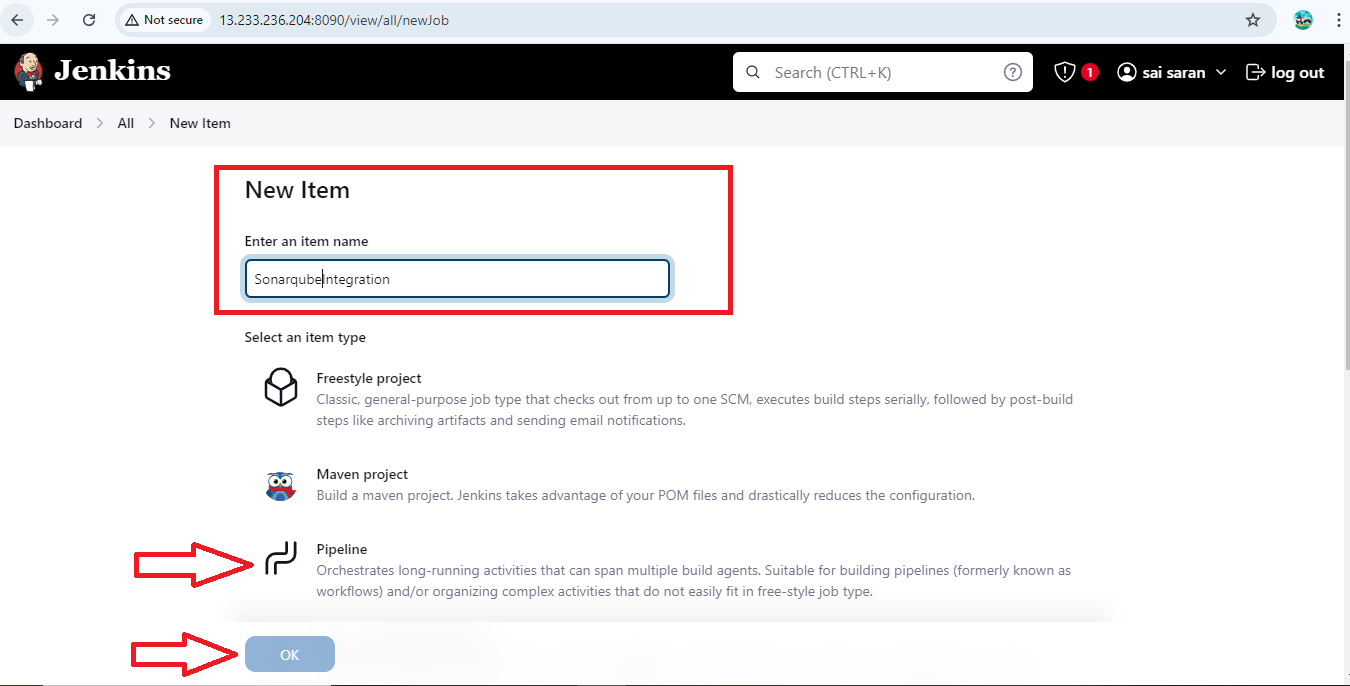 Not secure 13.233.236.204:8090/view/all/newJob
Jenkins
Search (CTRL+K) ?
1
sai saran
log out
Dashboard > All > New Item
New Item
Enter an item name
SonarqubeIntegration
Select an item type
Freestyle project
Classic, general-purpose job type that checks out from up to one SCM, executes build steps serially, followed by post-build
steps like archiving artifacts and sending email notifications.
Maven project
Build a maven project. Jenkins takes advantage of your POM files and drastically reduces the configuration.
Pipeline
Orchestrates long-running activities that can span multiple build agents. Suitable for building pipelines (formerly known as
workflows) and/or organizing complex activities that do not easily fit in free-style job type.
OK